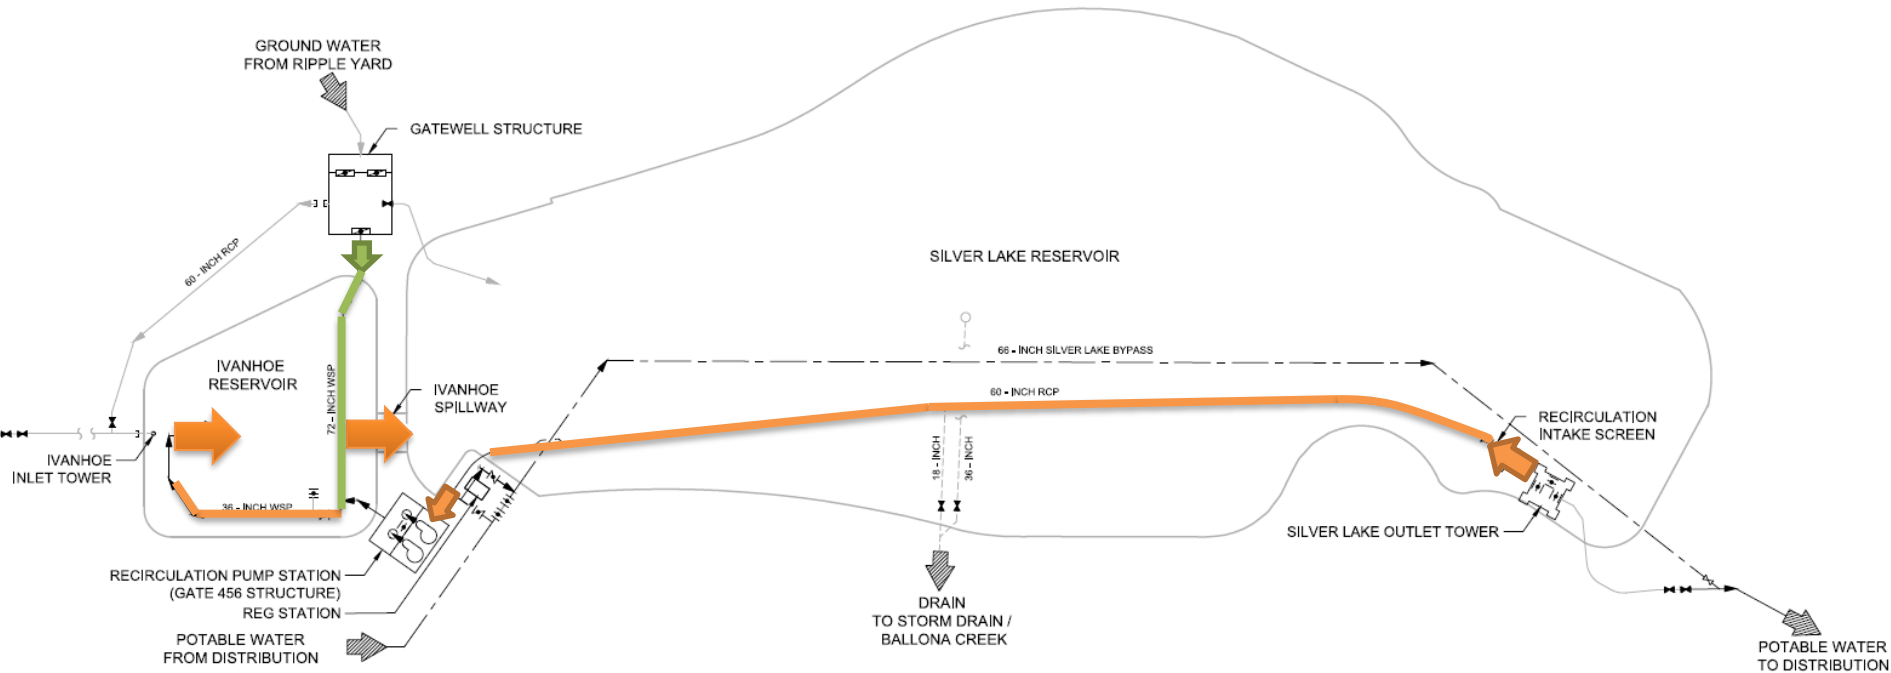 GROUND WATER
FROM RIPPLE YARD
GATEWELL STRUCTURE
60 - INCH RCP
SILVER LAKE RESERVOIR
66 - INCH SILVER LAKE BYPASS
IVANHOE
RESERVOIR
72 - INCH WSP
IVANHOE
SPILLWAY
60 - INCH RCP
RECIRCULATION
INTAKE SCREEN
IVANHOE
INLET TOWER
18 - INCH
36 - INCH
36 - INCH WSP
SILVER LAKE OUTLET TOWER
RECIRCULATION PUMP STATION
(GATE 456 STRUCTURE)
REG STATION
DRAIN
TO STORM DRAIN /
BALLONA CREEK
POTABLE WATER
FROM DISTRIBUTION
POTABLE WATER
TO DISTRIBUTION